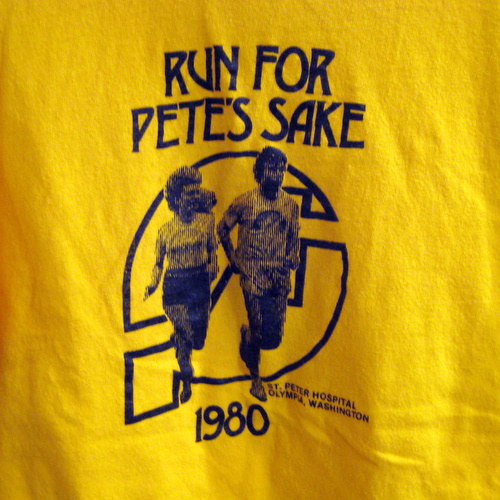 RUN FOR
PETE'S SAKE
ST. PETER HOSPITAL
OLYMPIA, WASHINGTON
1980